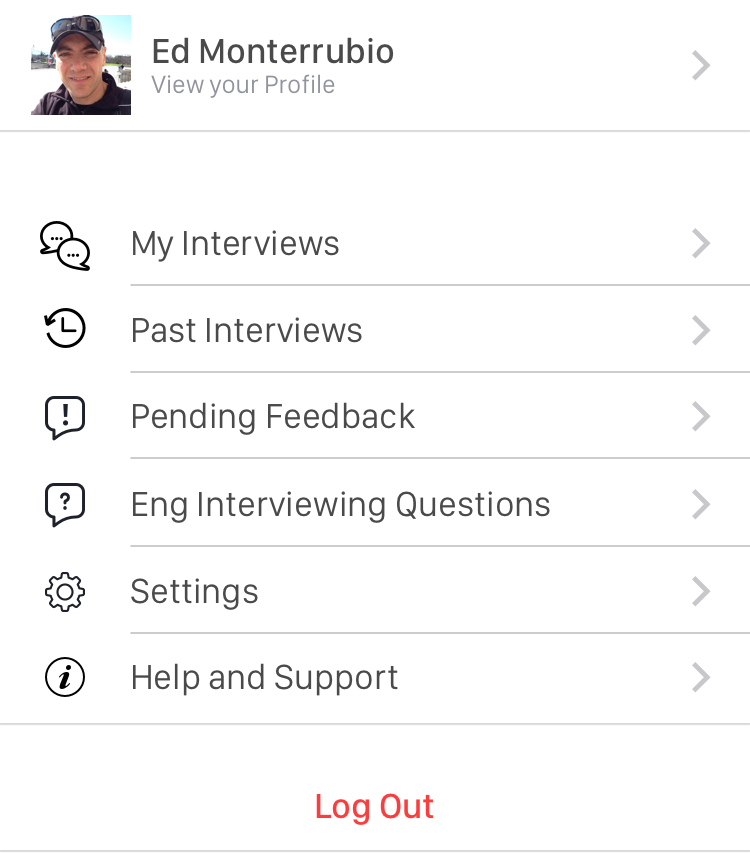 Ed Monterrubio
View your Profile
My Interviews
Past Interviews
Pending Feedback
Eng Interviewing Questions
Settings
Help and Support
Log Out